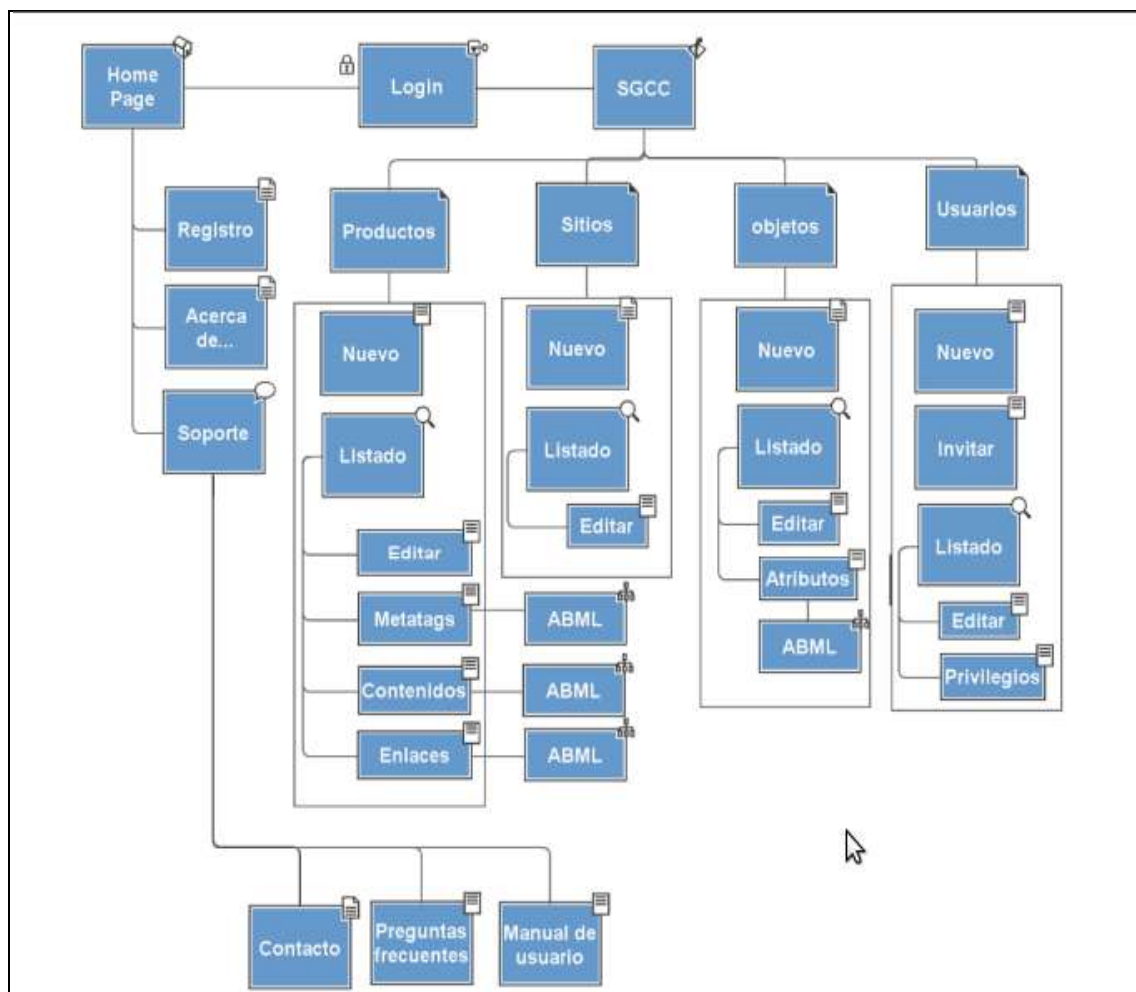 Home
Page
Login
SGCC
Registro
Acerca
de...
Soporte
Productos
Sitios
objetos
Usuarios
Nuevo
Listado
Editar
Metatags
ABML
Contenidos
ABML
Enlaces
ABML
Nuevo
Listado
Editar
Nuevo
Listado
Editar
Atributos
ABML
Nuevo
Invitar
Listado
Editar
Privilegios
Contacto
Preguntas
frecuentes
Manual de
usuario